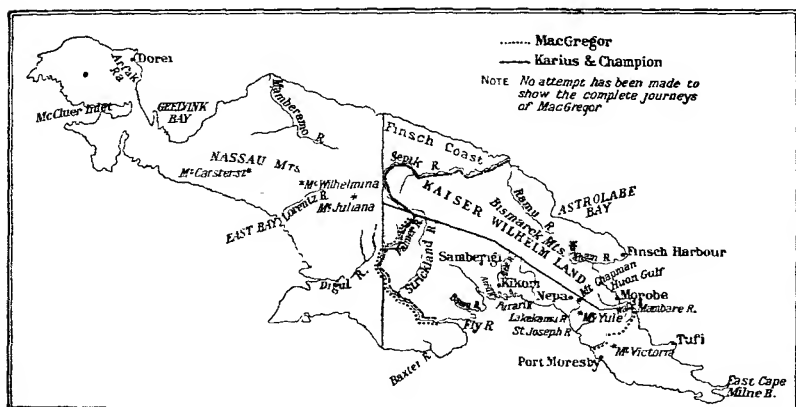 MacGregor
Karius & Champion
NOTE No attempt has been made to
show the complete journeys
of MacGregor
Dorei
Arfak
Ra
McCluer Inlet
GEELVINK
BAY
Mamberamo R.
NASSAU Mts.
Mt Carstensz
Mt Wilhelmina
Mt Juliana
EAST BAY
Lorentz R.
Digul R.
Finsch Coast
Sepik R.
KAISER WILHELM LAND
Bismarck Mts.
Ramu R.
ASTROLABE
BAY
Finsch Harbour
Palmer R.
Strickland R.
Samberigi
Kikori
Purari R.
Nepa
Mt Chapman
Huon Gulf
Morobe
Mambare R.
Lakekamu R.
Mt Yule
St. Joseph R.
Fly R.
Baxter R.
Tufi
Mt Victoria
Port Moresby
East Cape
Milne B.